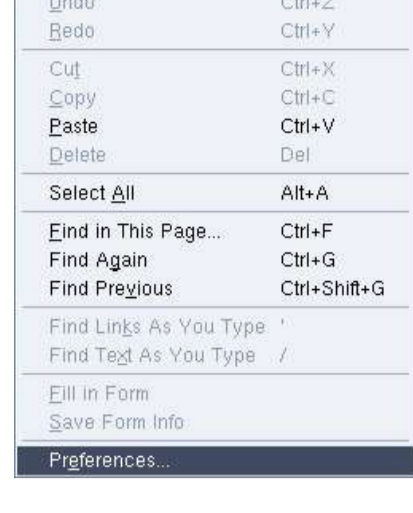 Undo Ctrl+Z
Redo Ctrl+Y
Cut Ctrl+X
Copy Ctrl+C
Paste Ctrl+V
Delete Del
Select All Alt+A
Find in This Page... Ctrl+F
Find Again Ctrl+G
Find Previous Ctrl+Shift+G
Find Links As You Type '
Find Text As You Type /
Fill in Form
Save Form Info
Preferences...